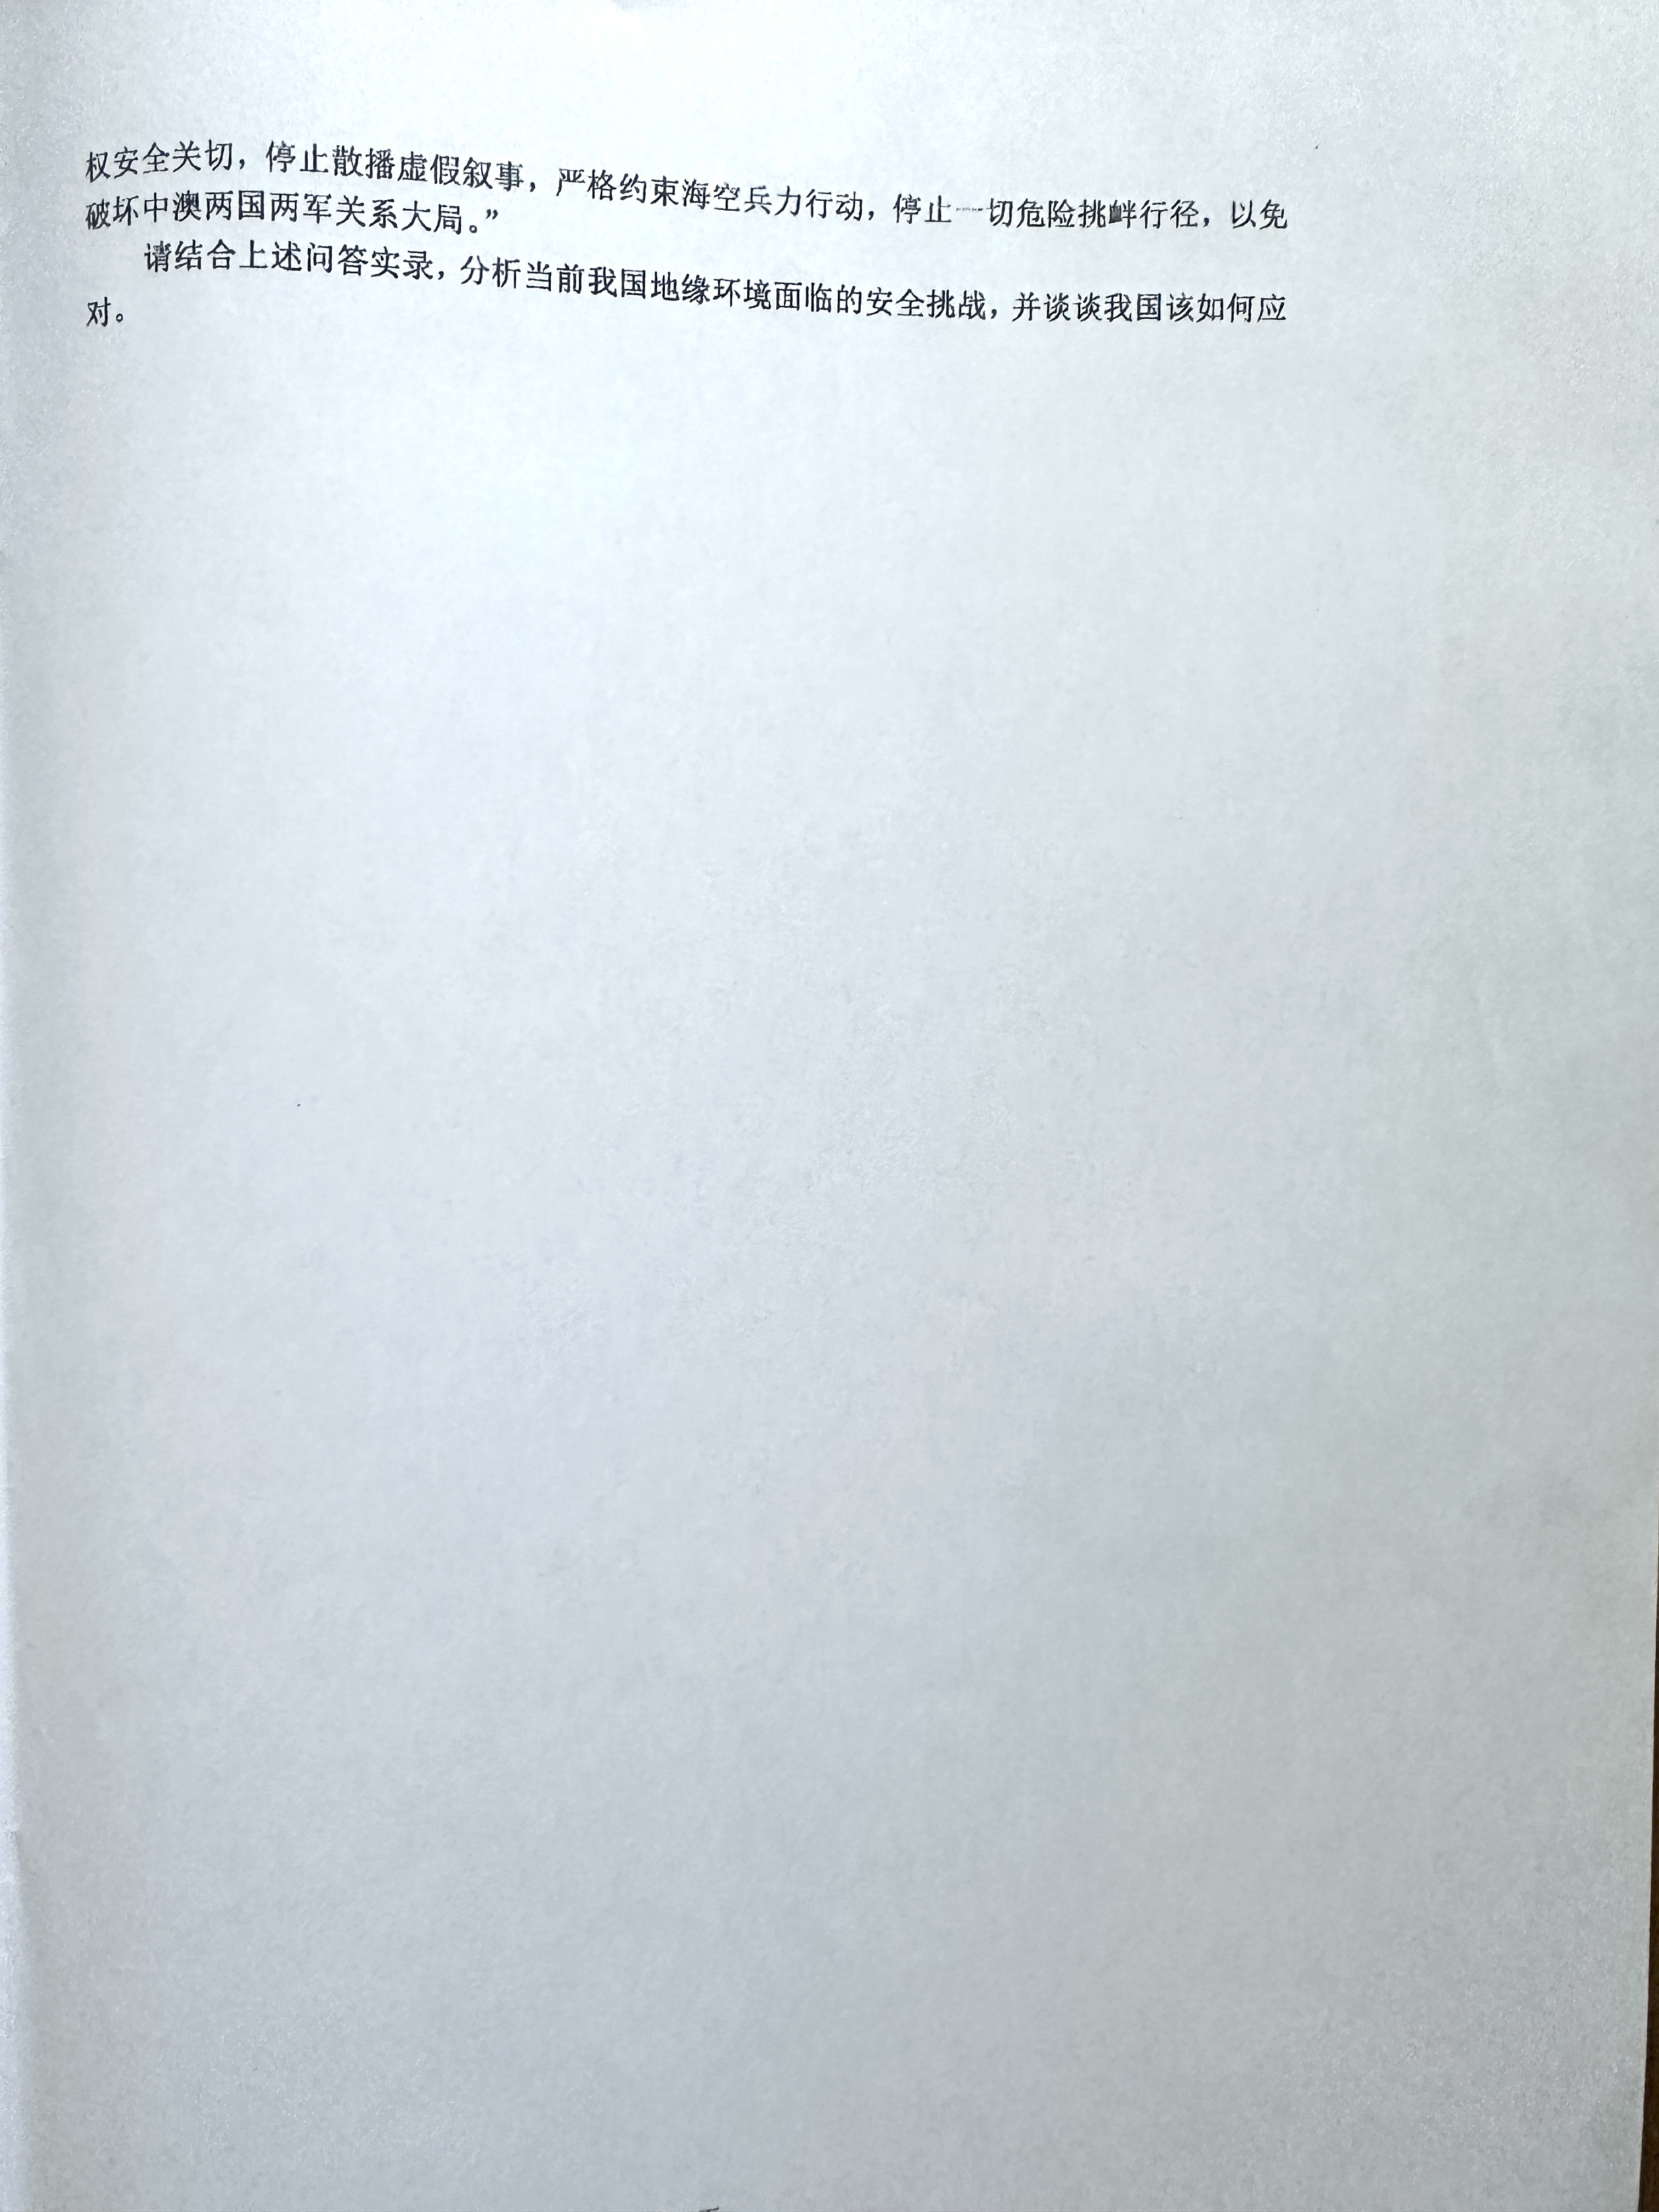 权安全关切，停止散播虚假叙事，严格约束海空兵力行动，停止一切危险挑衅行径，以免
破坏中澳两国两军关系大局。”
请结合上述问答实录，分析当前我国地缘环境面临的安全挑战，并谈谈我国该如何应
对。